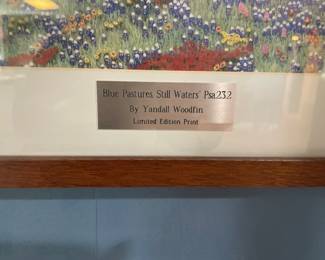 Blue Pastures, Still Waters' Psa.23:2
By Yandall Woodfin
Limited Edition Print